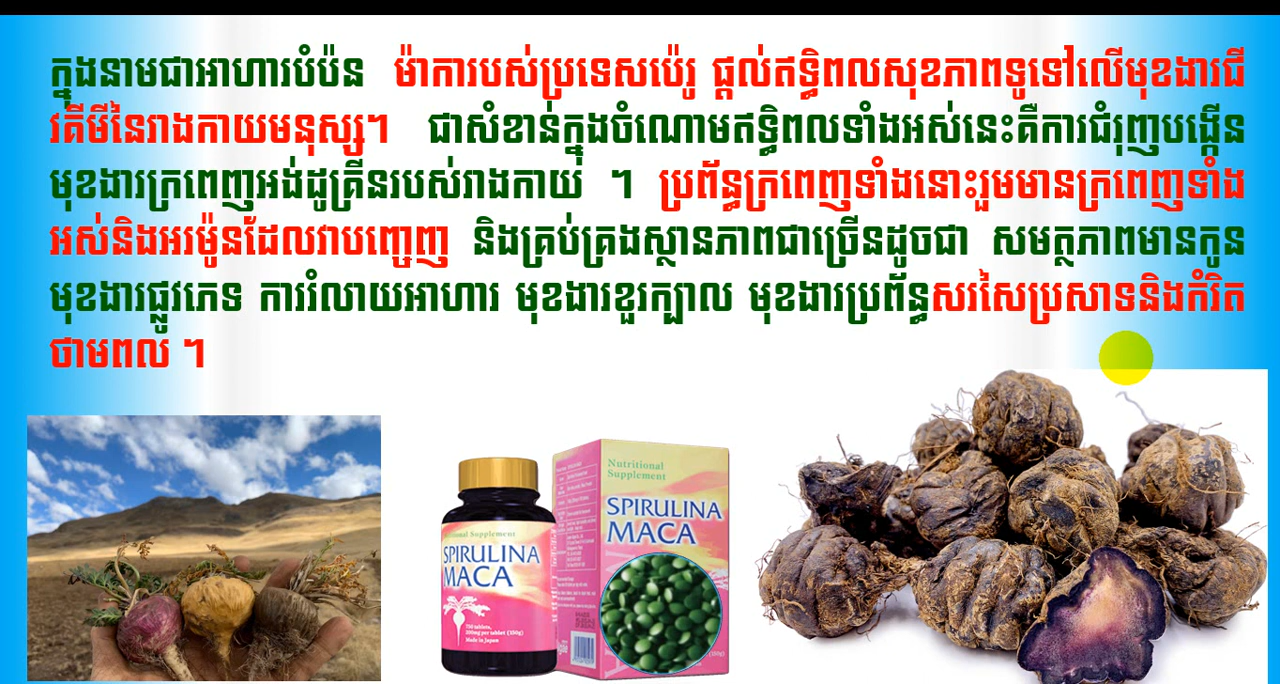 ក្នុងនាមជាអាហារបំប៉ន ម៉ាការបស់ប្រទេសប៉េរូ ផ្តល់ឥទ្ធិពលសុខភាពទូទៅលើមុខងារជី
វគីមីនៃរាងកាយមនុស្ស។ ជាសំខាន់ក្នុងចំណោមឥទ្ធិពលទាំងអស់នេះគឺការជំរុញបង្កើន
មុខងារក្រពេញអង់ដូគ្រីនរបស់រាងកាយ ។ ប្រព័ន្ធក្រពេញទាំងនោះរួមមានក្រពេញទាំង
អស់និងអរម៉ូនដែលវាបញ្ចេញ និងគ្រប់គ្រងស្ថានភាពជាច្រើនដូចជា សមត្ថភាពមានកូន
មុខងារផ្លូវភេទ ការរំលាយអាហារ មុខងារខួរក្បាល មុខងារប្រព័ន្ធសរសៃប្រសាទនិងកំរិត
ថាមពល ។
Nutritional
Supplement
SPIRULINA
MACA
Nutritional Supplement
SPIRULINA
MACA
750 tablets,
200mg per tablet (150g)
Made in Japan